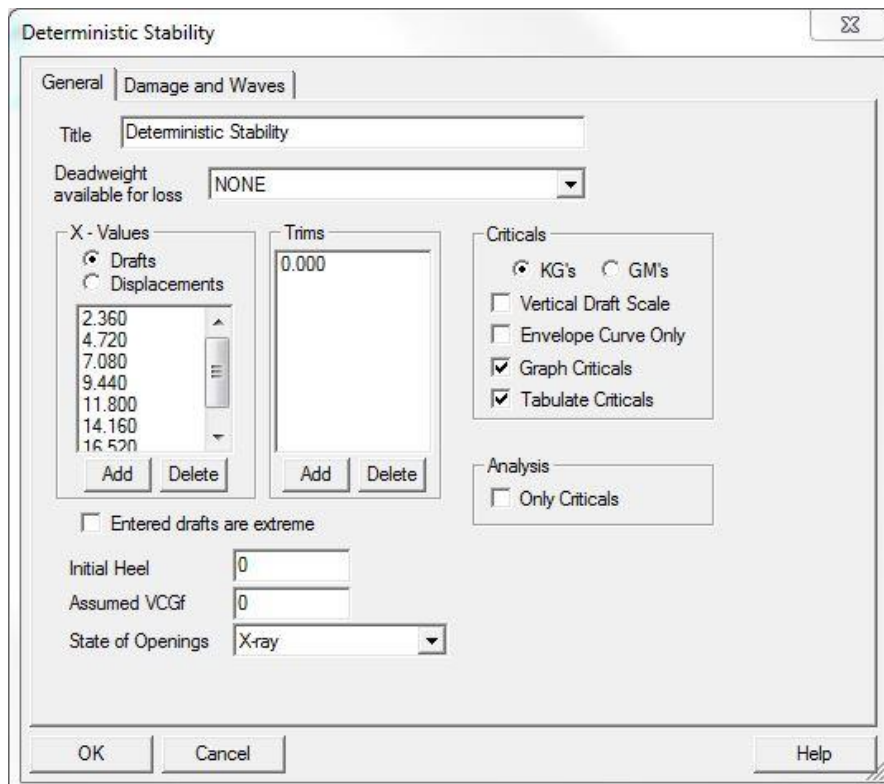 Deterministic Stability
General
Damage and Waves
Title
Deterministic Stability
Deadweight
available for loss
NONE
X - Values
Drafts
Displacements
2.360
4.720
7.080
9.440
11.800
14.160
16.520
Add
Delete
Trims
0.000
Add
Delete
Criticals
KG's
GM's
Vertical Draft Scale
Envelope Curve Only
Graph Criticals
Tabulate Criticals
Analysis
Only Criticals
Entered drafts are extreme
Initial Heel
0
Assumed VCGf
0
State of Openings
X-ray
OK
Cancel
Help